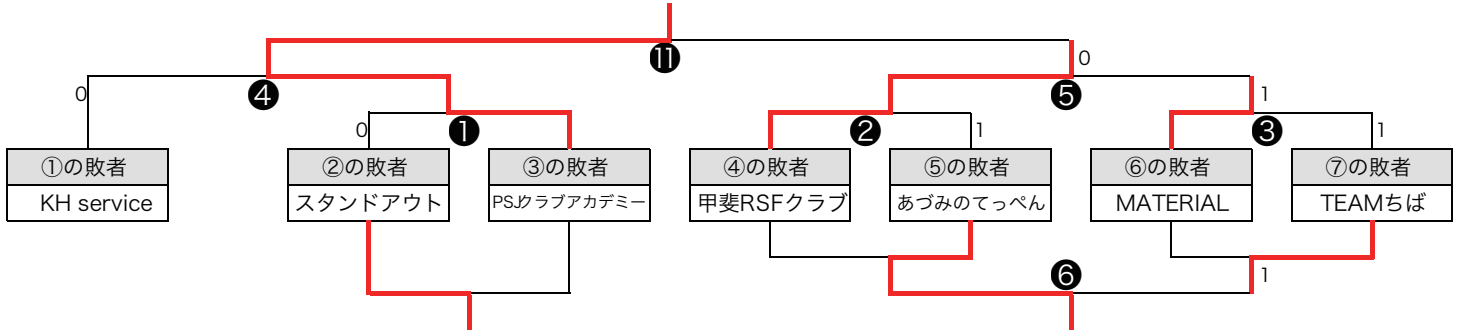 ⓫
0
❹
❺
0
1
0
❶
❷
1
❸
1
①の敗者
②の敗者
③の敗者
④の敗者
⑤の敗者
⑥の敗者
⑦の敗者
KH service
スタンドアウト
PSJクラブアカデミー
甲斐RSFクラブ
あづみのてっぺん
MATERIAL
TEAMちば
❻
1